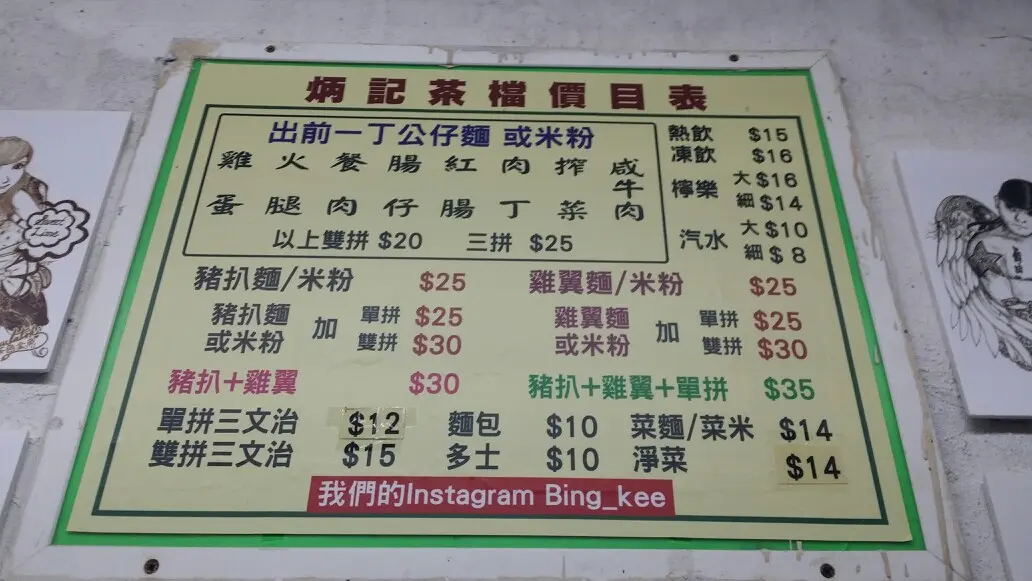 炳記茶檔價目表
出前一丁公仔麵 或米粉
雞 火 餐 腸 紅 肉 搾 咸牛
蛋 腿 肉 仔 腸 丁 菜 肉
以上雙拼 $20 三拼 $25
熱飲 $15
凍飲 $16
檸樂 大 $16
細 $14
汽水 大 $10
細 $ 8
豬扒麵/米粉 $25 雞翼麵/米粉 $25
豬扒麵或米粉 加 單拼 $25
雙拼 $30
雞翼麵或米粉 加 單拼 $25
雙拼 $30
豬扒+雞翼 $30 豬扒+雞翼+單拼 $35
單拼三文治 $12 麵包 $10 菜麵/菜米 $14
雙拼三文治 $15 多士 $10 淨菜 $14
我們的Instagram Bing_kee